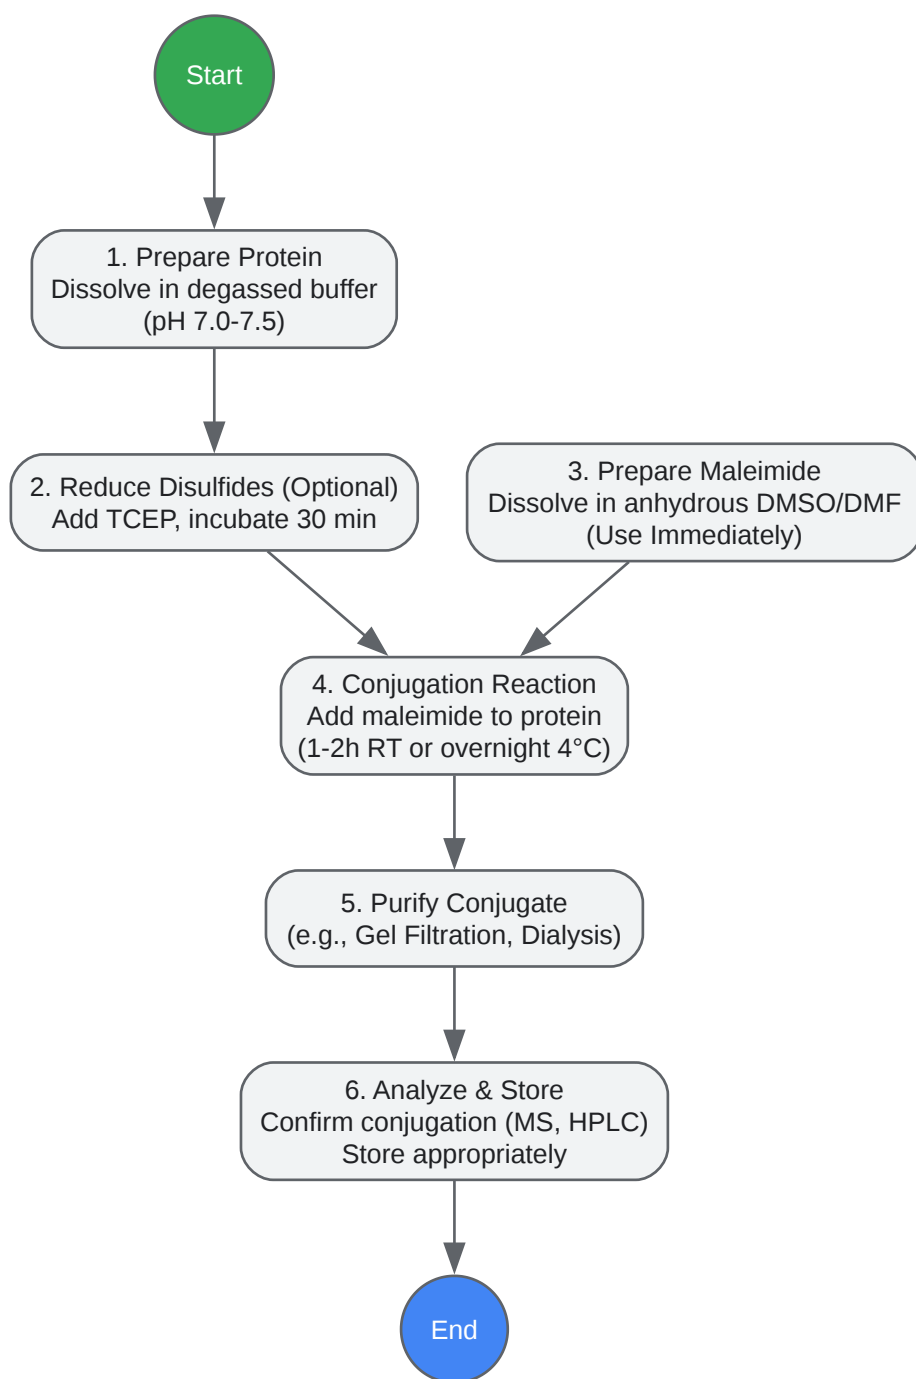 Start
1. Prepare Protein
Dissolve in degassed buffer
(pH 7.0-7.5)
2. Reduce Disulfides (Optional)
Add TCEP, incubate 30 min
3. Prepare Maleimide
Dissolve in anhydrous DMSO/DMF
(Use Immediately)
4. Conjugation Reaction
Add maleimide to protein
(1-2h RT or overnight 4°C)
5. Purify Conjugate
(e.g., Gel Filtration, Dialysis)
6. Analyze & Store
Confirm conjugation (MS, HPLC)
Store appropriately
End